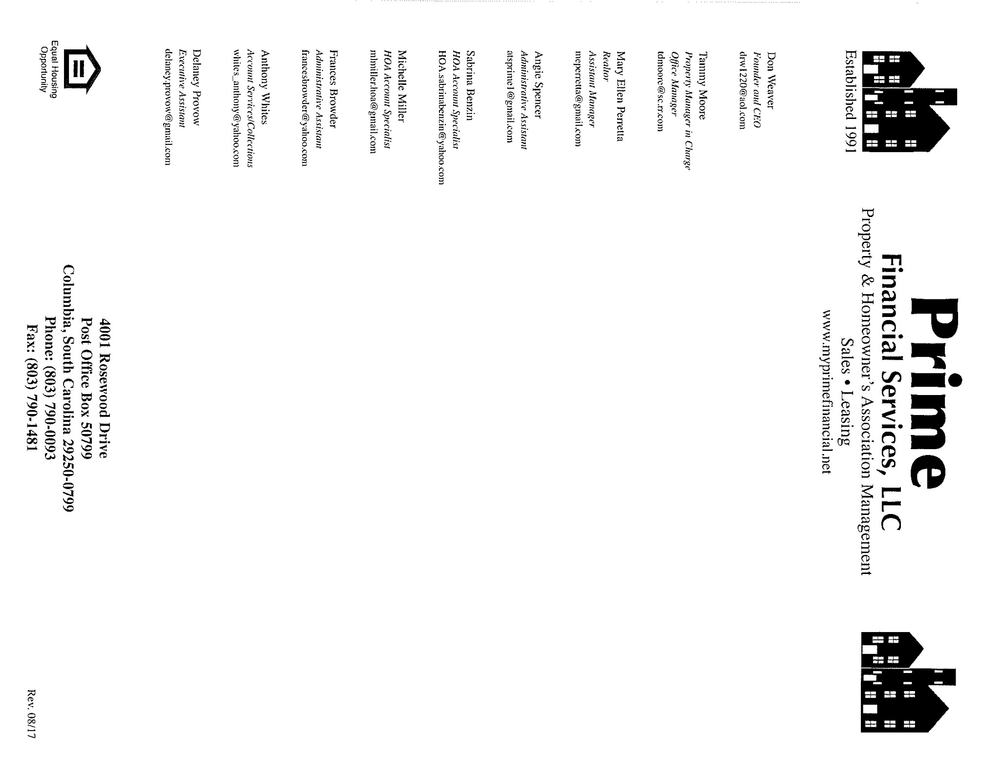 Prime
Financial Services, LLC
Property & Homeowner's Association Management
Sales • Leasing
www.myprimefinancial.net
Established 1991
Don Weaver
Founder and CEO
drw1220@aol.com
Tammy Moore
Property Manager in Charge
Office Manager
tdmoore@sc.rr.com
Mary Ellen Perretta
Realtor
Assistant Manager
meperretta@gmail.com
Angie Spencer
Administrative Assistant
atsprime1@gmail.com
Sabrina Benzin
HOA Account Specialist
HOA.sabrinabenzin@yahoo.com
Michelle Miller
HOA Account Specialist
mlmiller.hoa@gmail.com
Frances Browder
Administrative Assistant
francesbrowder@yahoo.com
Anthony Whites
Account Services/Collections
whites_anthony@yahoo.com
Delaney Provow
Executive Assistant
delaney.provow@gmail.com
Equal Housing
Opportunity
4001 Rosewood Drive
Post Office Box 50799
Columbia, South Carolina 29250-0799
Phone: (803) 790-0093
Fax: (803) 790-1481
Rev. 08/17